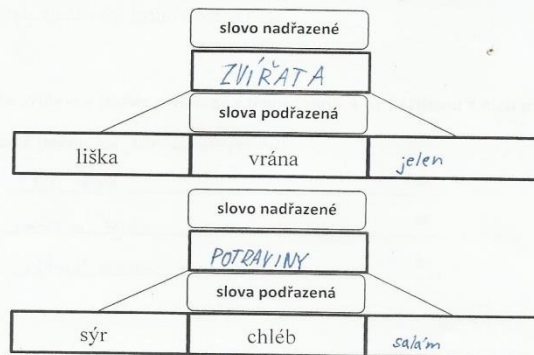 slovo nadřazené
ZVÍŘATA
slova podřazená
liška vrána jelen
slovo nadřazené
POTRAVINY
slova podřazená
sýr chléb salám